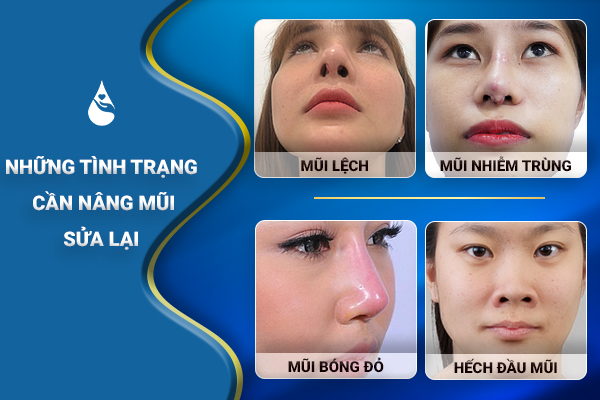 NHỮNG TÌNH TRẠNG
CẦN NÂNG MŨI
SỬA LẠI
MŨI LỆCH
MŨI NHIỄM TRÙNG
MŨI BÓNG ĐỎ
HẾCH ĐẦU MŨI